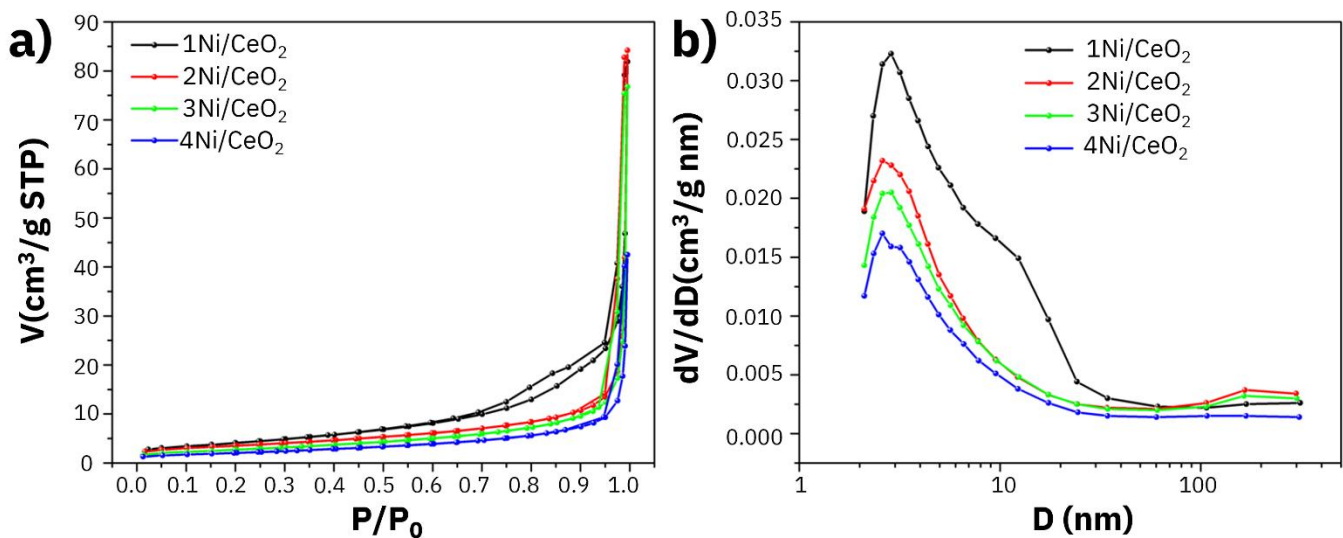 a)
1Ni/CeO₂
2Ni/CeO₂
3Ni/CeO₂
4Ni/CeO₂
V(cm³/g STP)
90
80
70
60
50
40
30
20
10
0
0.0 0.1 0.2 0.3 0.4 0.5 0.6 0.7 0.8 0.9 1.0
P/P₀
b)
1Ni/CeO₂
2Ni/CeO₂
3Ni/CeO₂
4Ni/CeO₂
dV/dD(cm³/g nm)
0.035
0.030
0.025
0.020
0.015
0.010
0.005
0.000
1 10 100
D (nm)